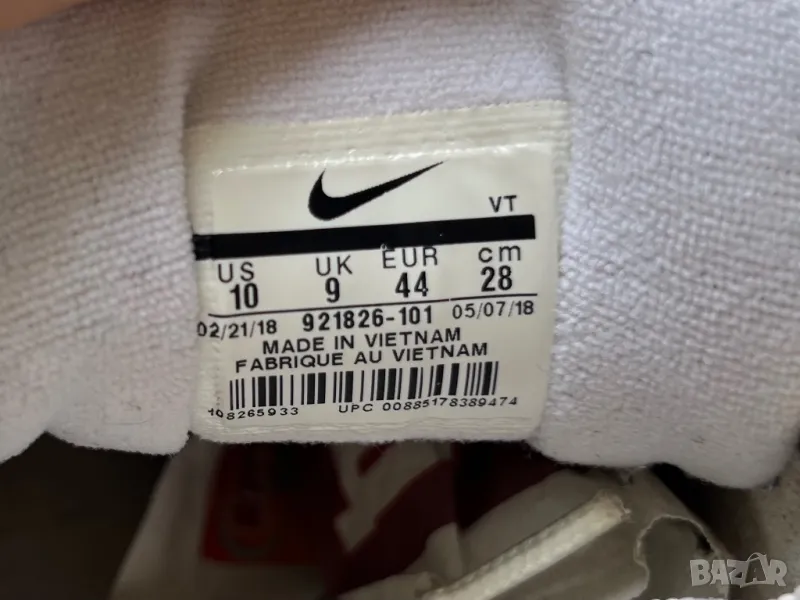 VT
US UK EUR cm
10 9 44 28
02/21/18 921826-101 05/07/18
MADE IN VIETNAM
FABRIQUE AU VIETNAM
108265933 UPC 00885178389474
BAZAR